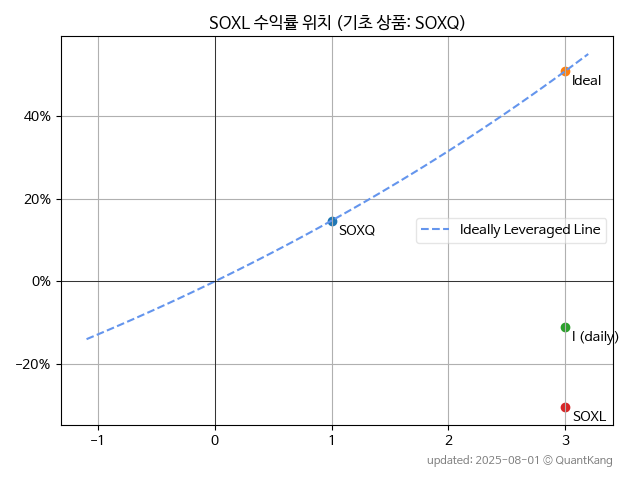 SOXL 수익률 위치 (기초 상품: SOXQ)
Ideal
40%
20%
SOXQ
Ideally Leveraged Line
0%
I (daily)
−20%
SOXL
−1
0
1
2
3
updated: 2025-08-01 © QuantKang